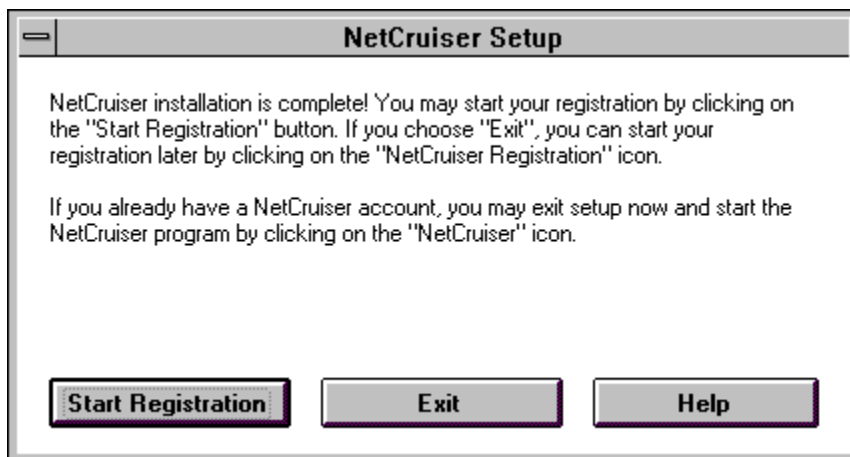 NetCruiser Setup
NetCruiser installation is complete! You may start your registration by clicking on
the "Start Registration" button. If you choose "Exit", you can start your
registration later by clicking on the "NetCruiser Registration" icon.
If you already have a NetCruiser account, you may exit setup now and start the
NetCruiser program by clicking on the "NetCruiser" icon.
Start Registration
Exit
Help